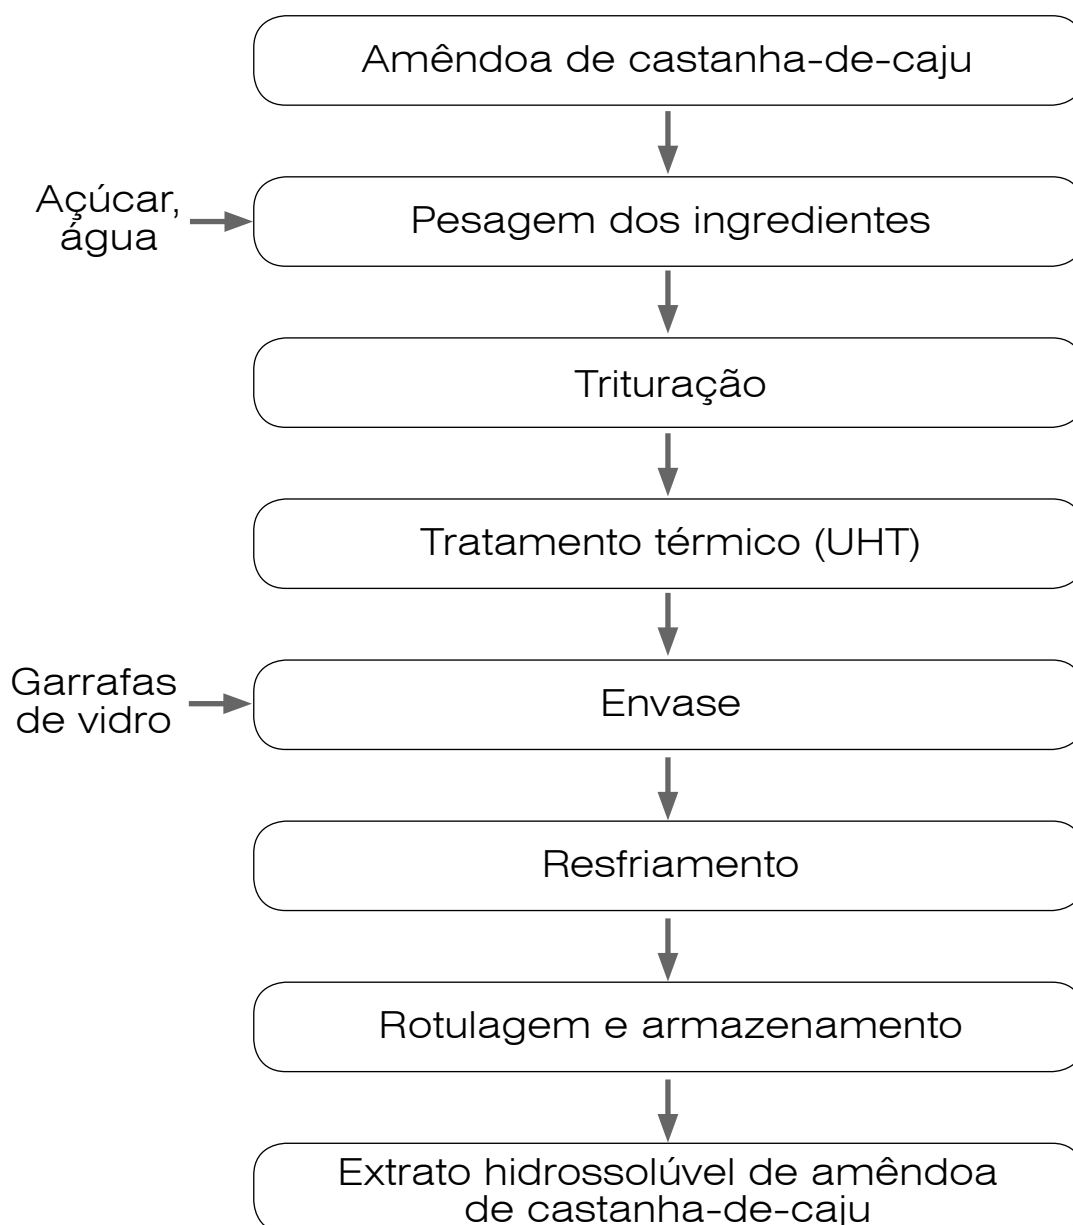 Amêndoa de castanha-de-caju
Açúcar,
água
Pesagem dos ingredientes
Trituração
Tratamento térmico (UHT)
Garrafas
de vidro
Envase
Resfriamento
Rotulagem e armazenamento
Extrato hidrossolúvel de amêndoa
de castanha-de-caju